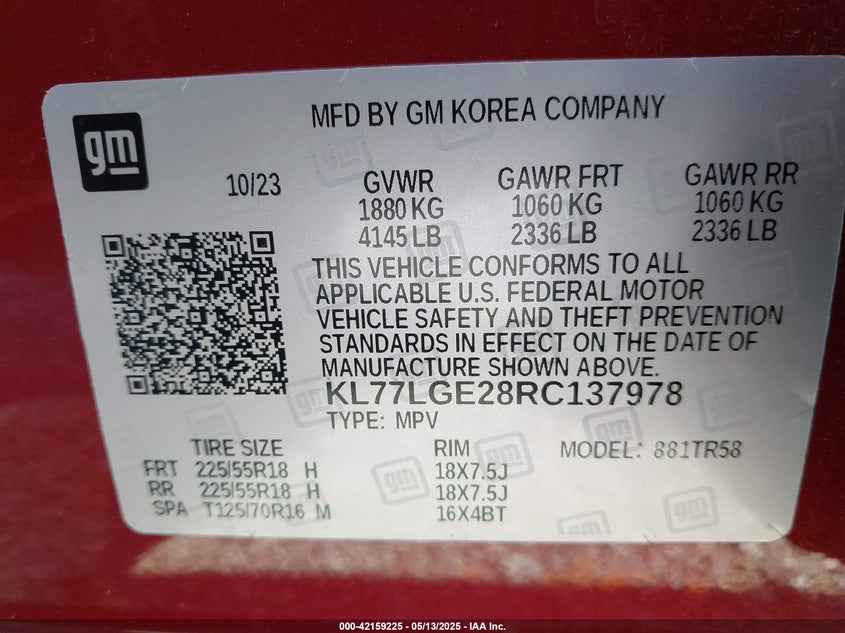 gm
MFD BY GM KOREA COMPANY
10/23
GVWR GAWR FRT GAWR RR
1880 KG 1060 KG 1060 KG
4145 LB 2336 LB 2336 LB
THIS VEHICLE CONFORMS TO ALL
APPLICABLE U.S. FEDERAL MOTOR
VEHICLE SAFETY AND THEFT PREVENTION
STANDARDS IN EFFECT ON THE DATE OF
MANUFACTURE SHOWN ABOVE.
KL77LGE28RC137978
TYPE: MPV
TIRE SIZE RIM MODEL: 881TR58
FRT 225/55R18 H 18X7.5J
RR 225/55R18 H 18X7.5J
SPA T125/70R16 M 16X4BT
000-42159225 - 05/13/2025 - IAA Inc.